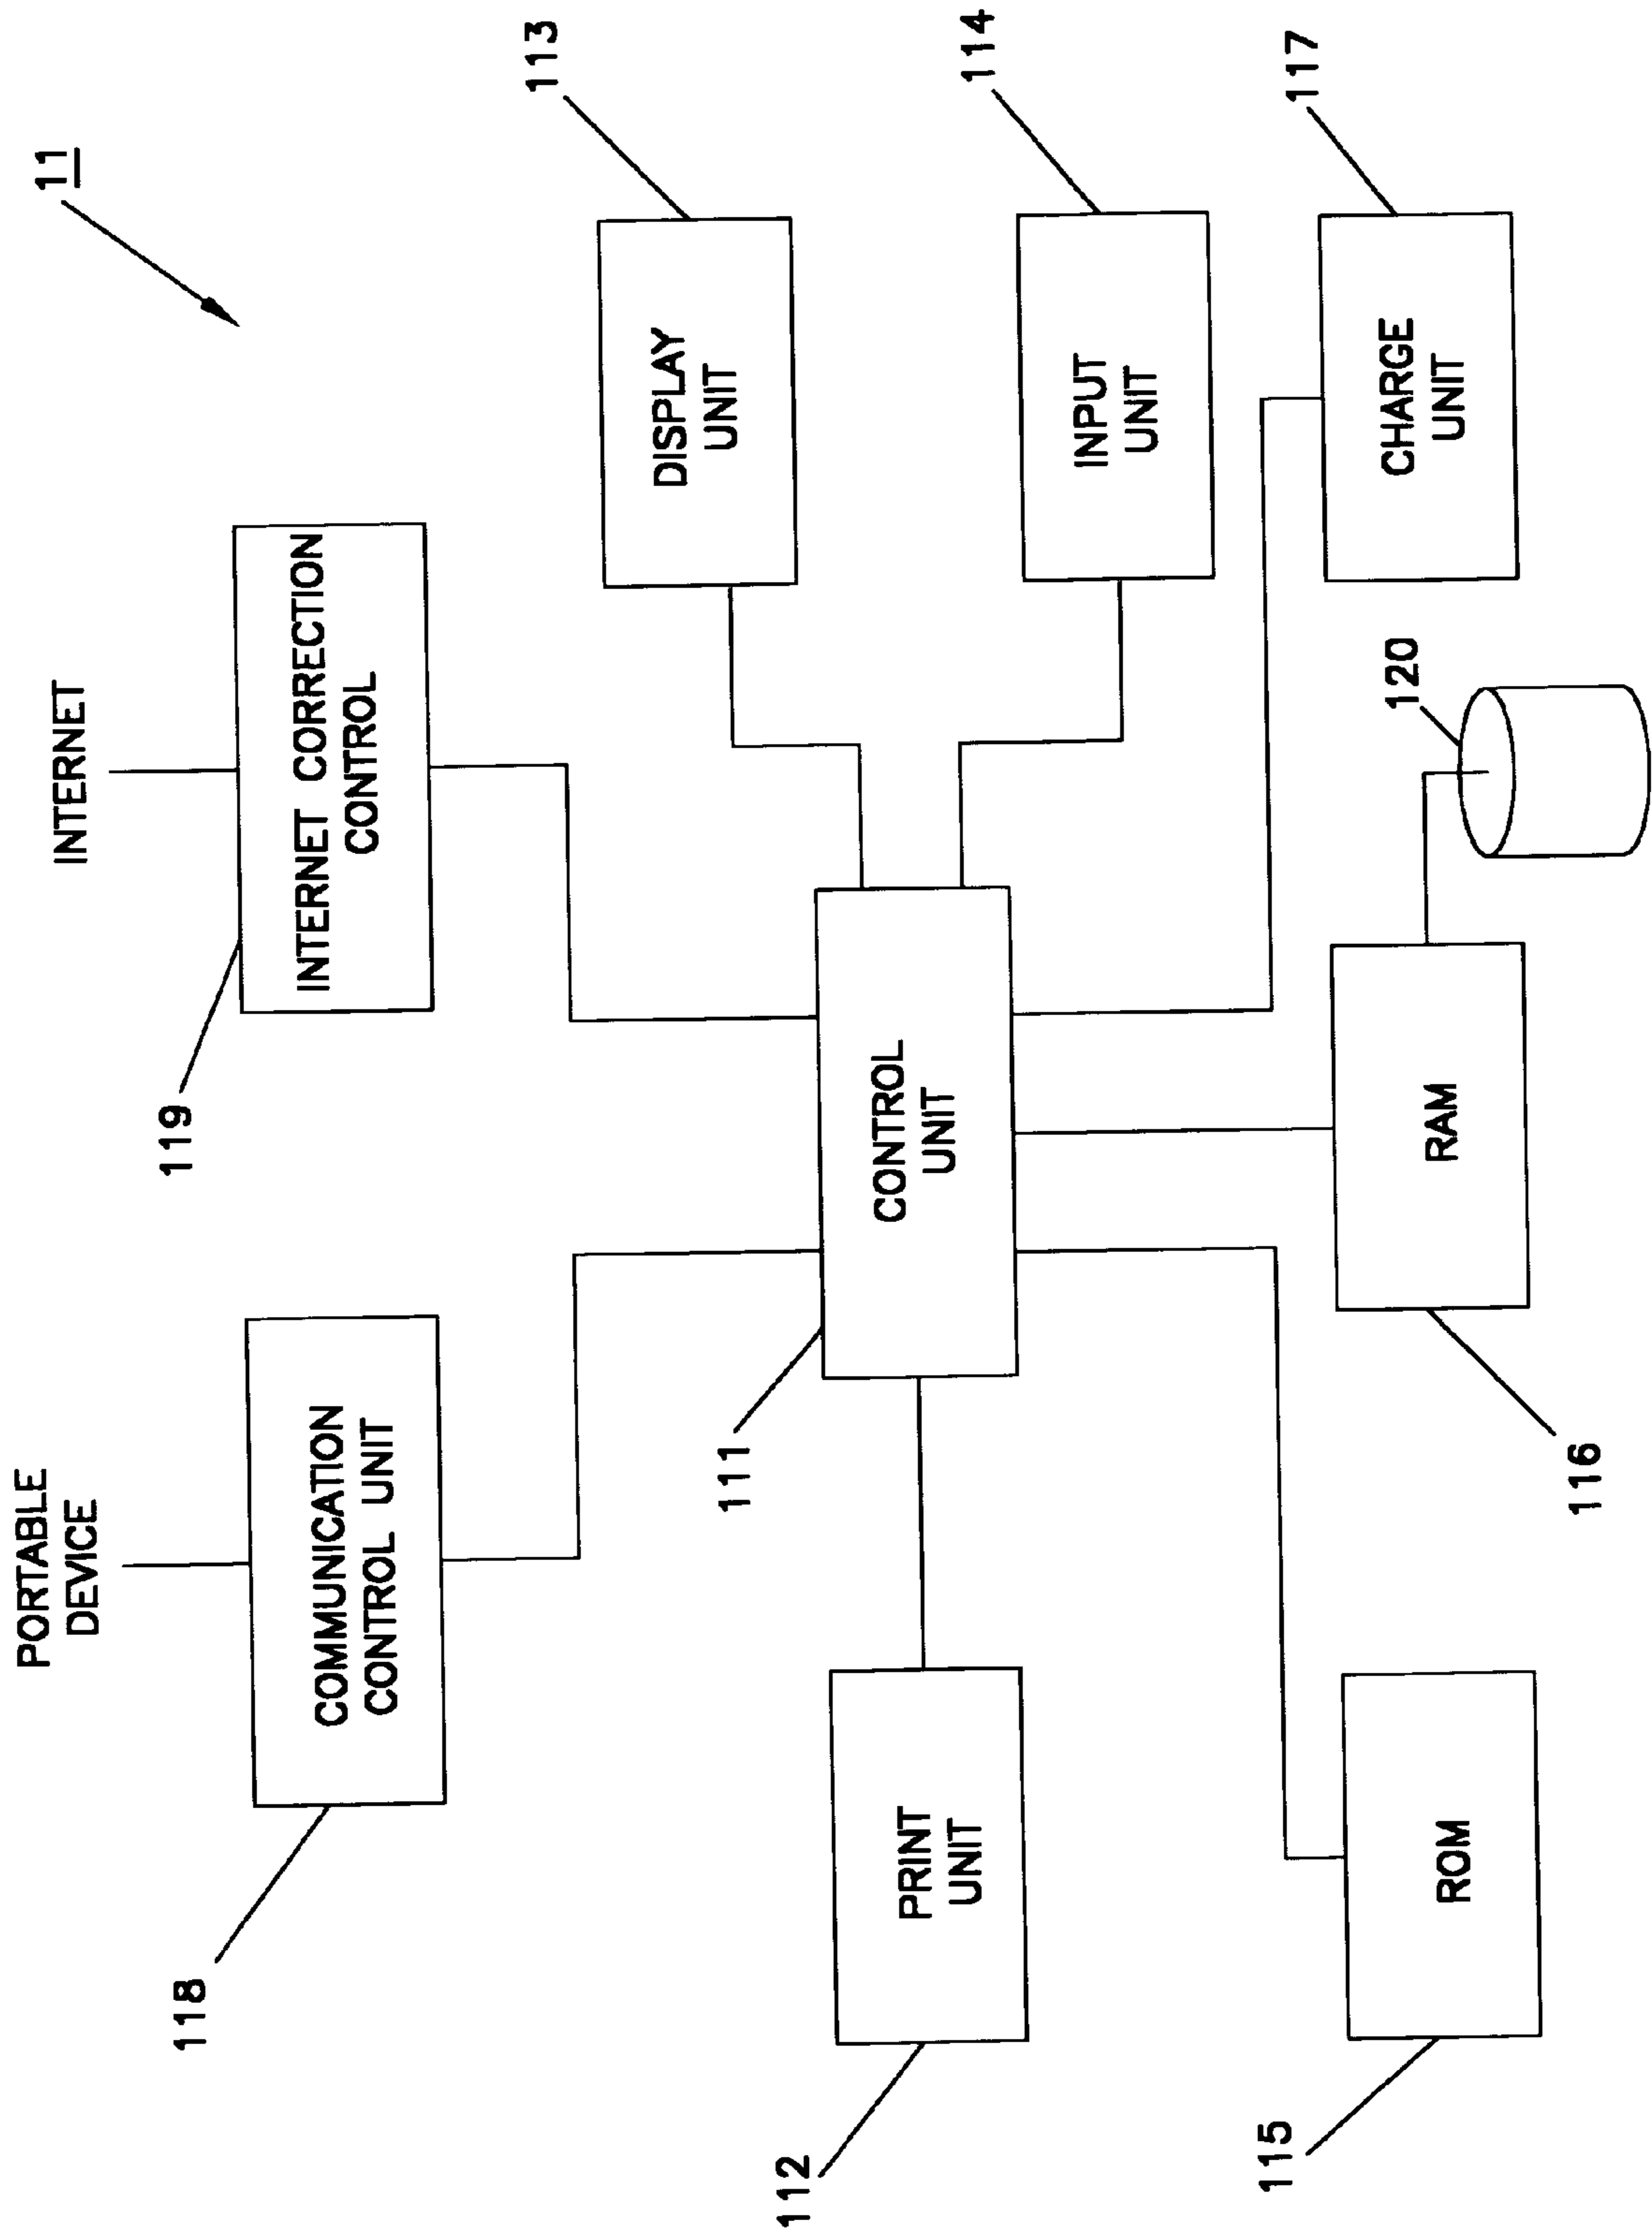 11
PORTABLE
DEVICE
INTERNET
118
COMMUNICATION
CONTROL UNIT
119
INTERNET CORRECTION
CONTROL
113
DISPLAY
UNIT
111
CONTROL
UNIT
112
PRINT
UNIT
114
INPUT
UNIT
115
ROM
116
RAM
120
117
CHARGE
UNIT